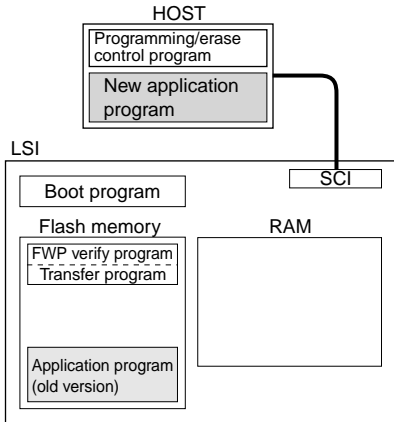 HOST
Programming/erase
control program
New application
program
LSI
SCI
Boot program
Flash memory
RAM
FWP verify program
Transfer program
Application program
(old version)